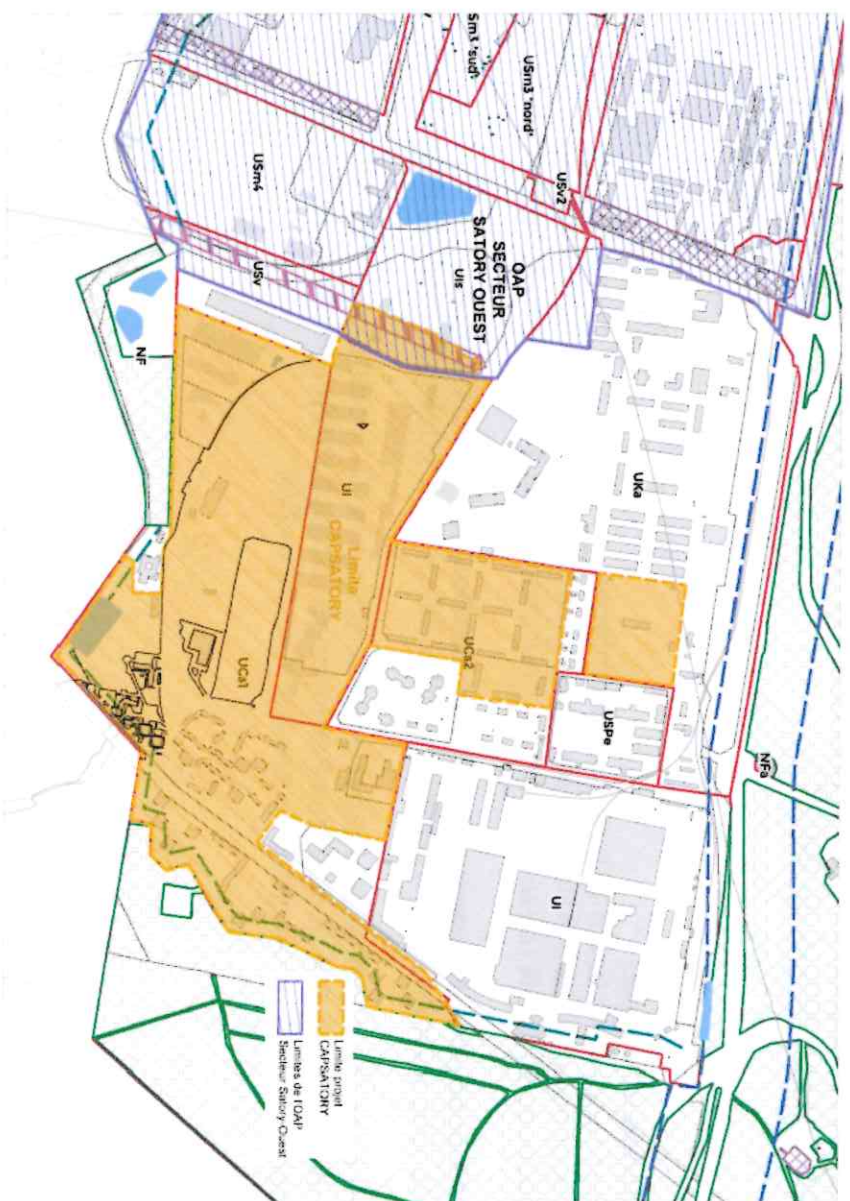 USm3 "sud"
USm3 "nord"
USv2
USm4
OAP
SECTEUR
SATORY OUEST
UIs
USv
NF
UKa
UI
Limite
CAPSATORY
UCa1
UCa2
USPe
NFa
UI
Limite projet
CAPSATORY
Limites de l'OAP
Secteur Satory-Ouest